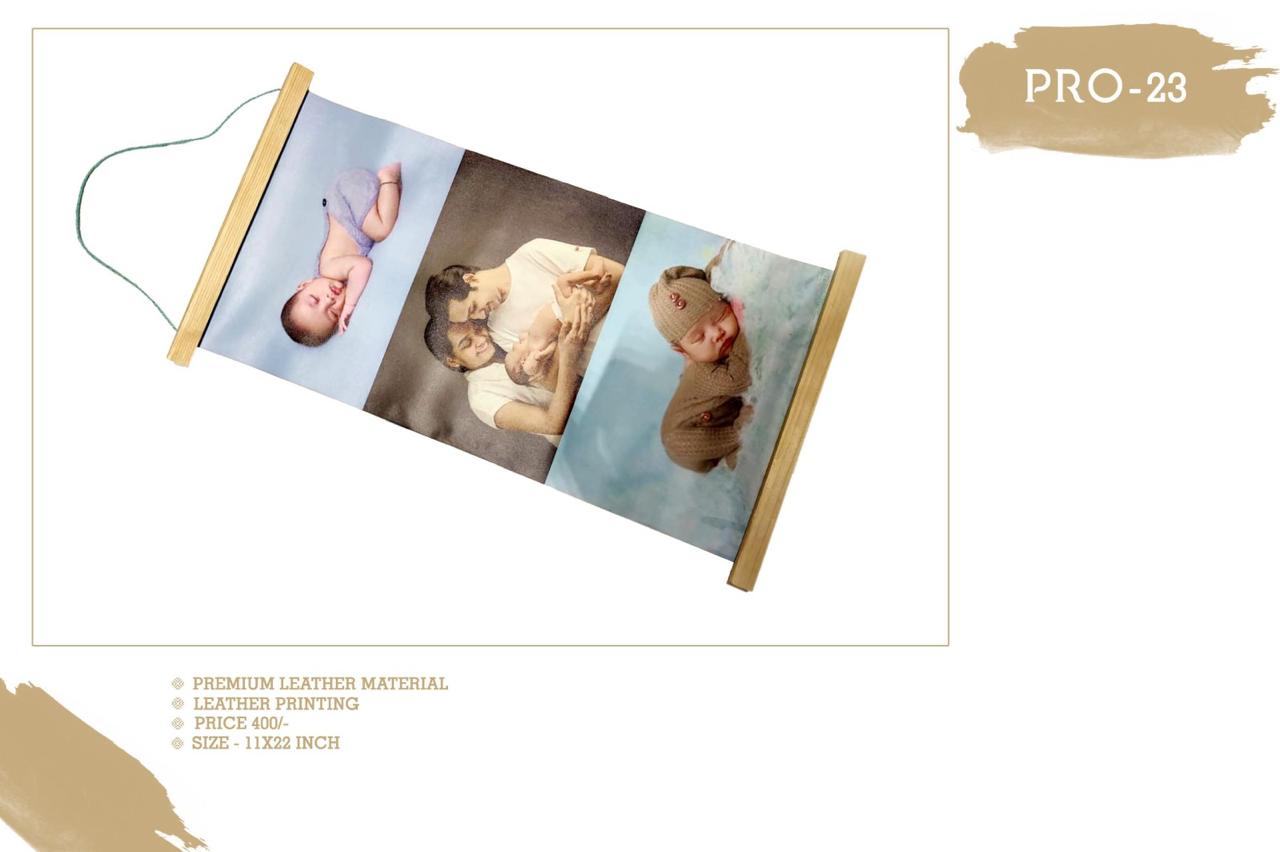 PRO-23
PREMIUM LEATHER MATERIAL
LEATHER PRINTING
PRICE 400/-
SIZE - 11X22 INCH